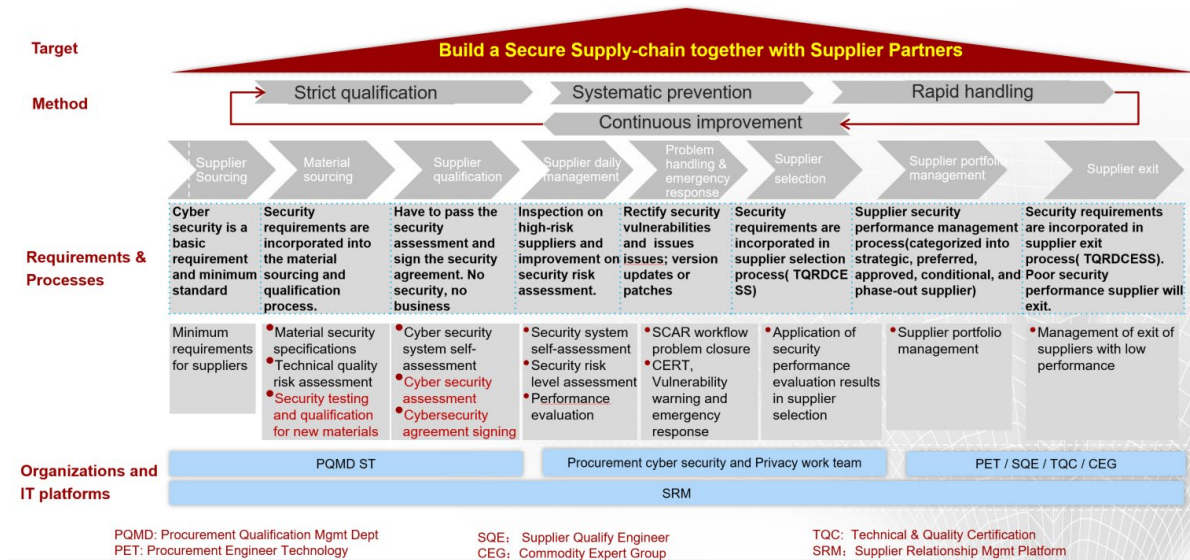 Target
Build a Secure Supply-chain together with Supplier Partners
Method
Strict qualification
Systematic prevention
Rapid handling
Continuous improvement
Supplier
Sourcing
Material
sourcing
Supplier
qualification
Supplier daily
management
Problem
handling &
emergency
response
Supplier
selection
Supplier portfolio
management
Supplier exit
Requirements &
Processes
Cyber
security is a
basic
requirement
and minimum
standard
Security
requirements are
incorporated into
the material
sourcing and
qualification
process.
Have to pass the
security
assessment and
sign the security
agreement. No
security, no
business
Inspection on
high-risk
suppliers and
improvement on
security risk
assessment.
Rectify security
vulnerabilities
and issues
issues; version
updates or
patches
Security
requirements are
incorporated in
supplier selection
process( TQRDCE
SS)
Supplier security
performance management
process(categorized into
strategic, preferred,
approved, conditional, and
phase-out supplier)
Security requirements
are incorporated in
supplier exit
process( TQRDCESS).
Poor security
performance supplier will
exit.
Minimum
requirements
for suppliers
●Material security
specifications
●Technical quality
risk assessment
●Security testing
and qualification
for new materials
●Cyber security
system self-
assessment
●Cyber security
assessment
●Cybersecurity
agreement signing
•Security system
self-assessment
•Security risk
level assessment
•Performance
evaluation
•SCAR workflow
problem closure
•CERT,
Vulnerability
warning and
emergency
response
•Application of
security
performance
evaluation results
in supplier
selection
•Supplier portfolio
management
•Management of exit of
suppliers with low
performance
Organizations and
IT platforms
PQMD ST
Procurement cyber security and Privacy work team
PET / SQE / TQC / CEG
SRM
PQMD: Procurement Qualification Mgmt Dept
SQE： Supplier Qualify Engineer
TQC: Technical & Quality Certification
PET: Procurement Engineer Technology
CEG： Commodity Expert Group
SRM： Supplier Relationship Mgmt Platform